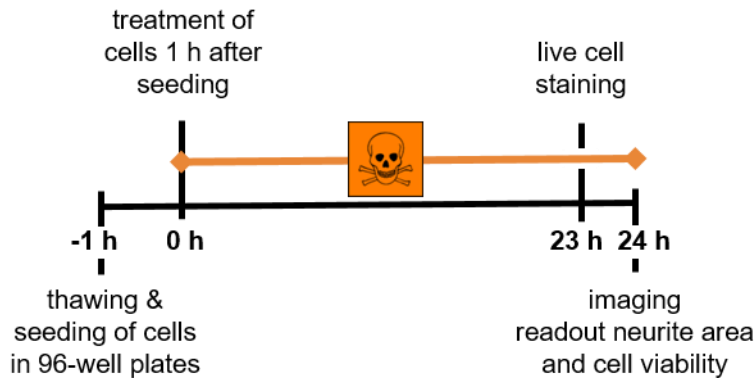 treatment of
cells 1 h after
seeding
live cell
staining
-1 h
0 h
23 h
24 h
thawing &
seeding of cells
in 96-well plates
imaging
readout neurite area
and cell viability